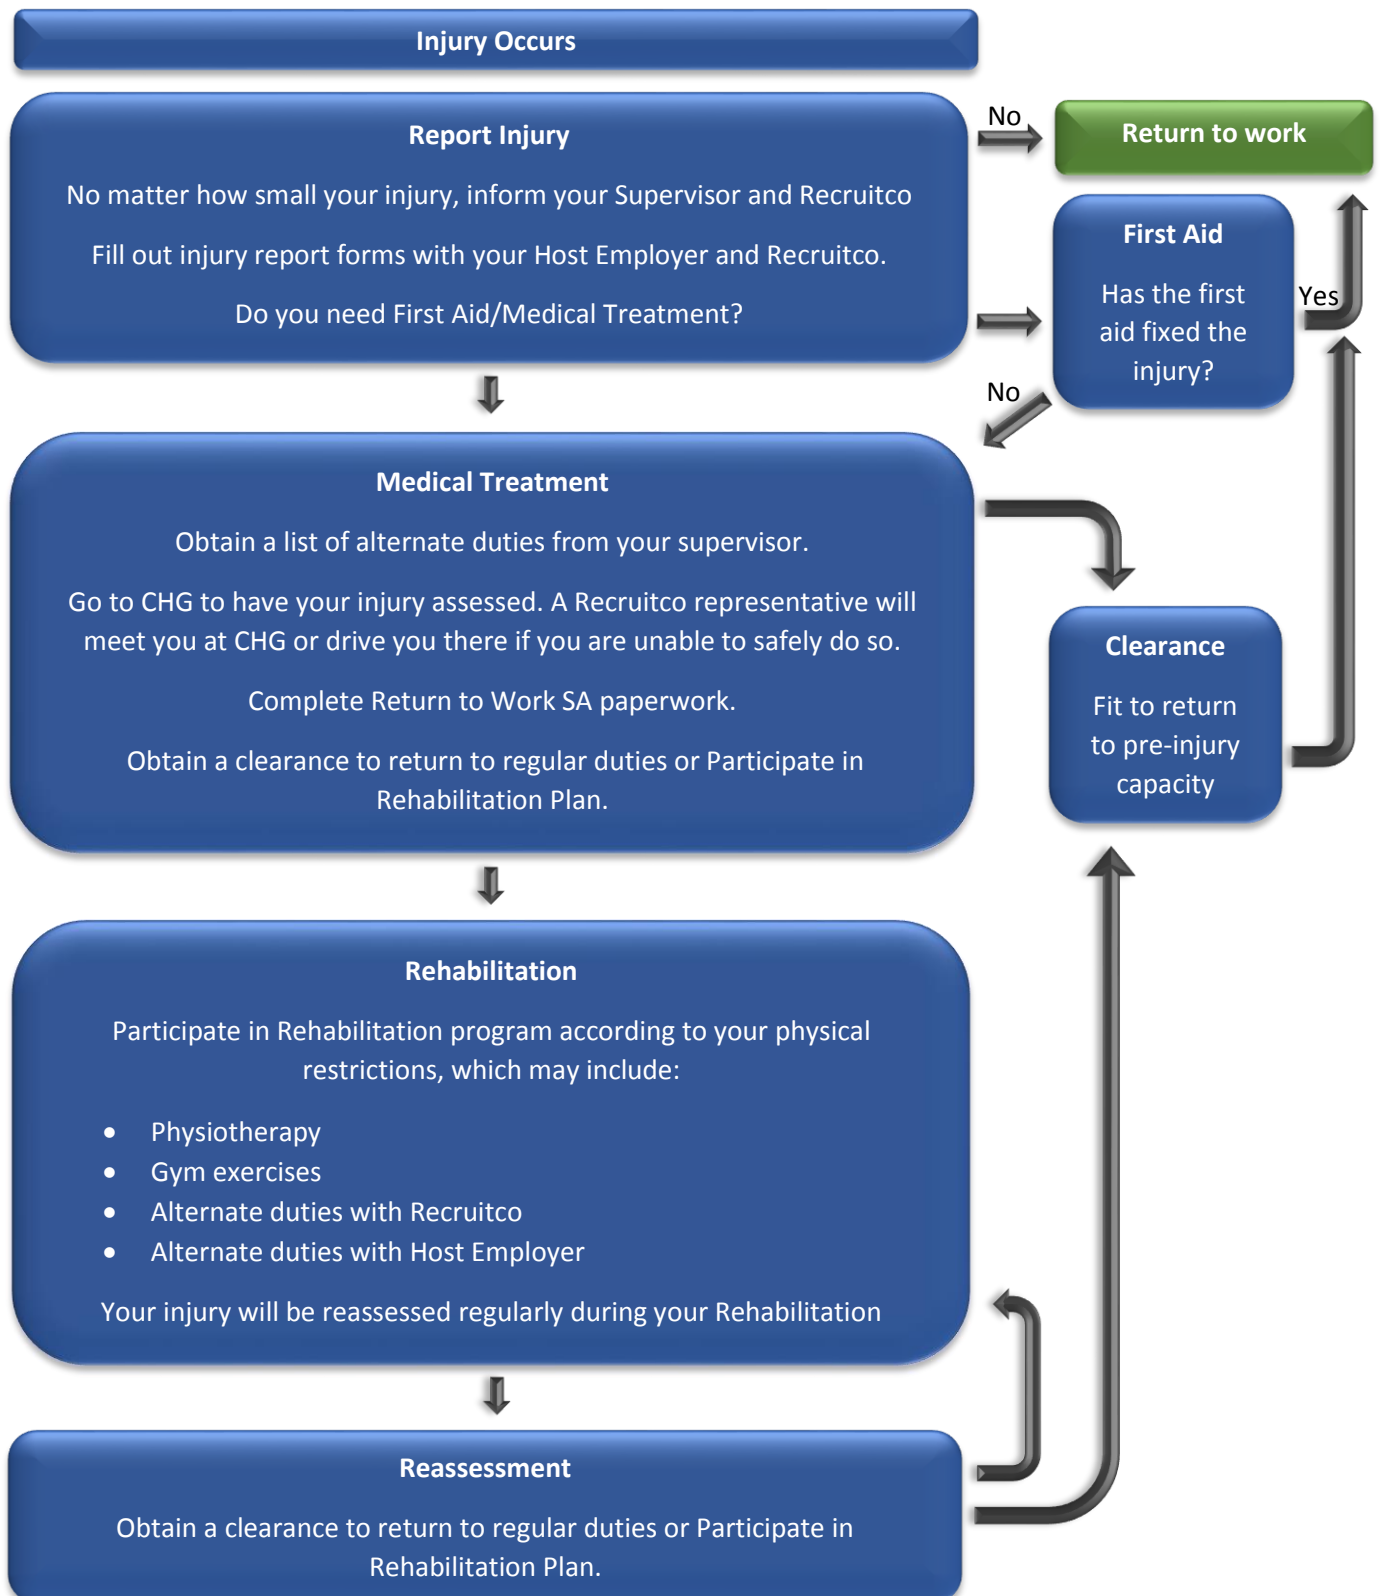 Injury Occurs
Report Injury
No matter how small your injury, inform your Supervisor and Recruitco
Fill out injury report forms with your Host Employer and Recruitco.
Do you need First Aid/Medical Treatment?
No
Return to work
First Aid
Has the first
aid fixed the
injury?
Yes
No
Medical Treatment
Obtain a list of alternate duties from your supervisor.
Go to CHG to have your injury assessed. A Recruitco representative will
meet you at CHG or drive you there if you are unable to safely do so.
Complete Return to Work SA paperwork.
Obtain a clearance to return to regular duties or Participate in
Rehabilitation Plan.
Clearance
Fit to return
to pre-injury
capacity
Rehabilitation
Participate in Rehabilitation program according to your physical
restrictions, which may include:
• Physiotherapy
• Gym exercises
• Alternate duties with Recruitco
• Alternate duties with Host Employer
Your injury will be reassessed regularly during your Rehabilitation
Reassessment
Obtain a clearance to return to regular duties or Participate in
Rehabilitation Plan.